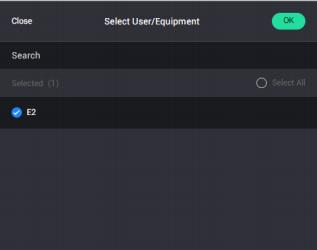 Close Select User/Equipment OK
Search
Selected (1) Select All
E2